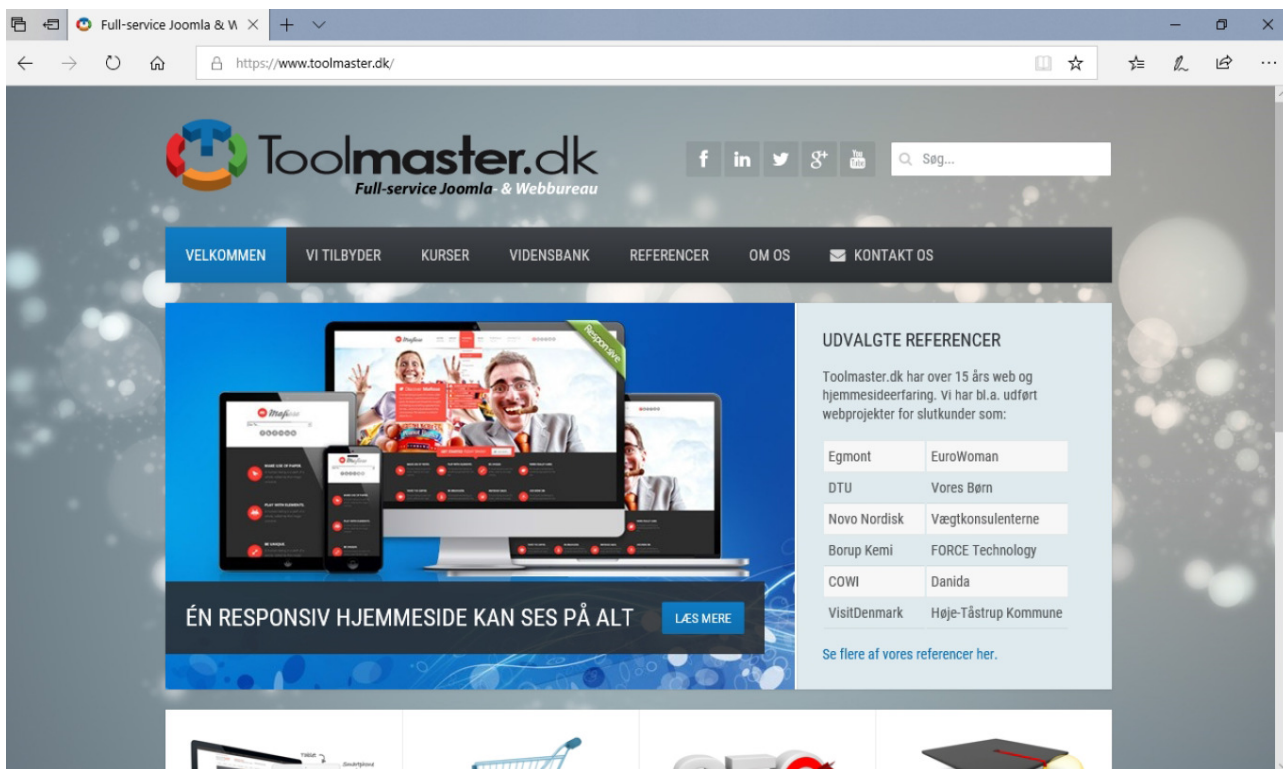 Full-service Joomla & W
https://www.toolmaster.dk/
Toolmaster.dk
Full-service Joomla- & Webbureau
f in g+ You Tube
Søg...
VELKOMMEN VI TILBYDER KURSER VIDENSBANK REFERENCER OM OS KONTAKT OS
Responsive
UDVALGTE REFERENCER
Toolmaster.dk har over 15 års web og
hjemmesideerfaring. Vi har bl.a. udført
webprojekter for slutkunder som:
Egmont EuroWoman
DTU Vores Børn
Novo Nordisk Vægtkonsulenterne
Borup Kemi FORCE Technology
COWI Danida
VisitDenmark Høje-Tåstrup Kommune
Se flere af vores referencer her.
ÉN RESPONSIV HJEMMESIDE KAN SES PÅ ALT LÆS MERE